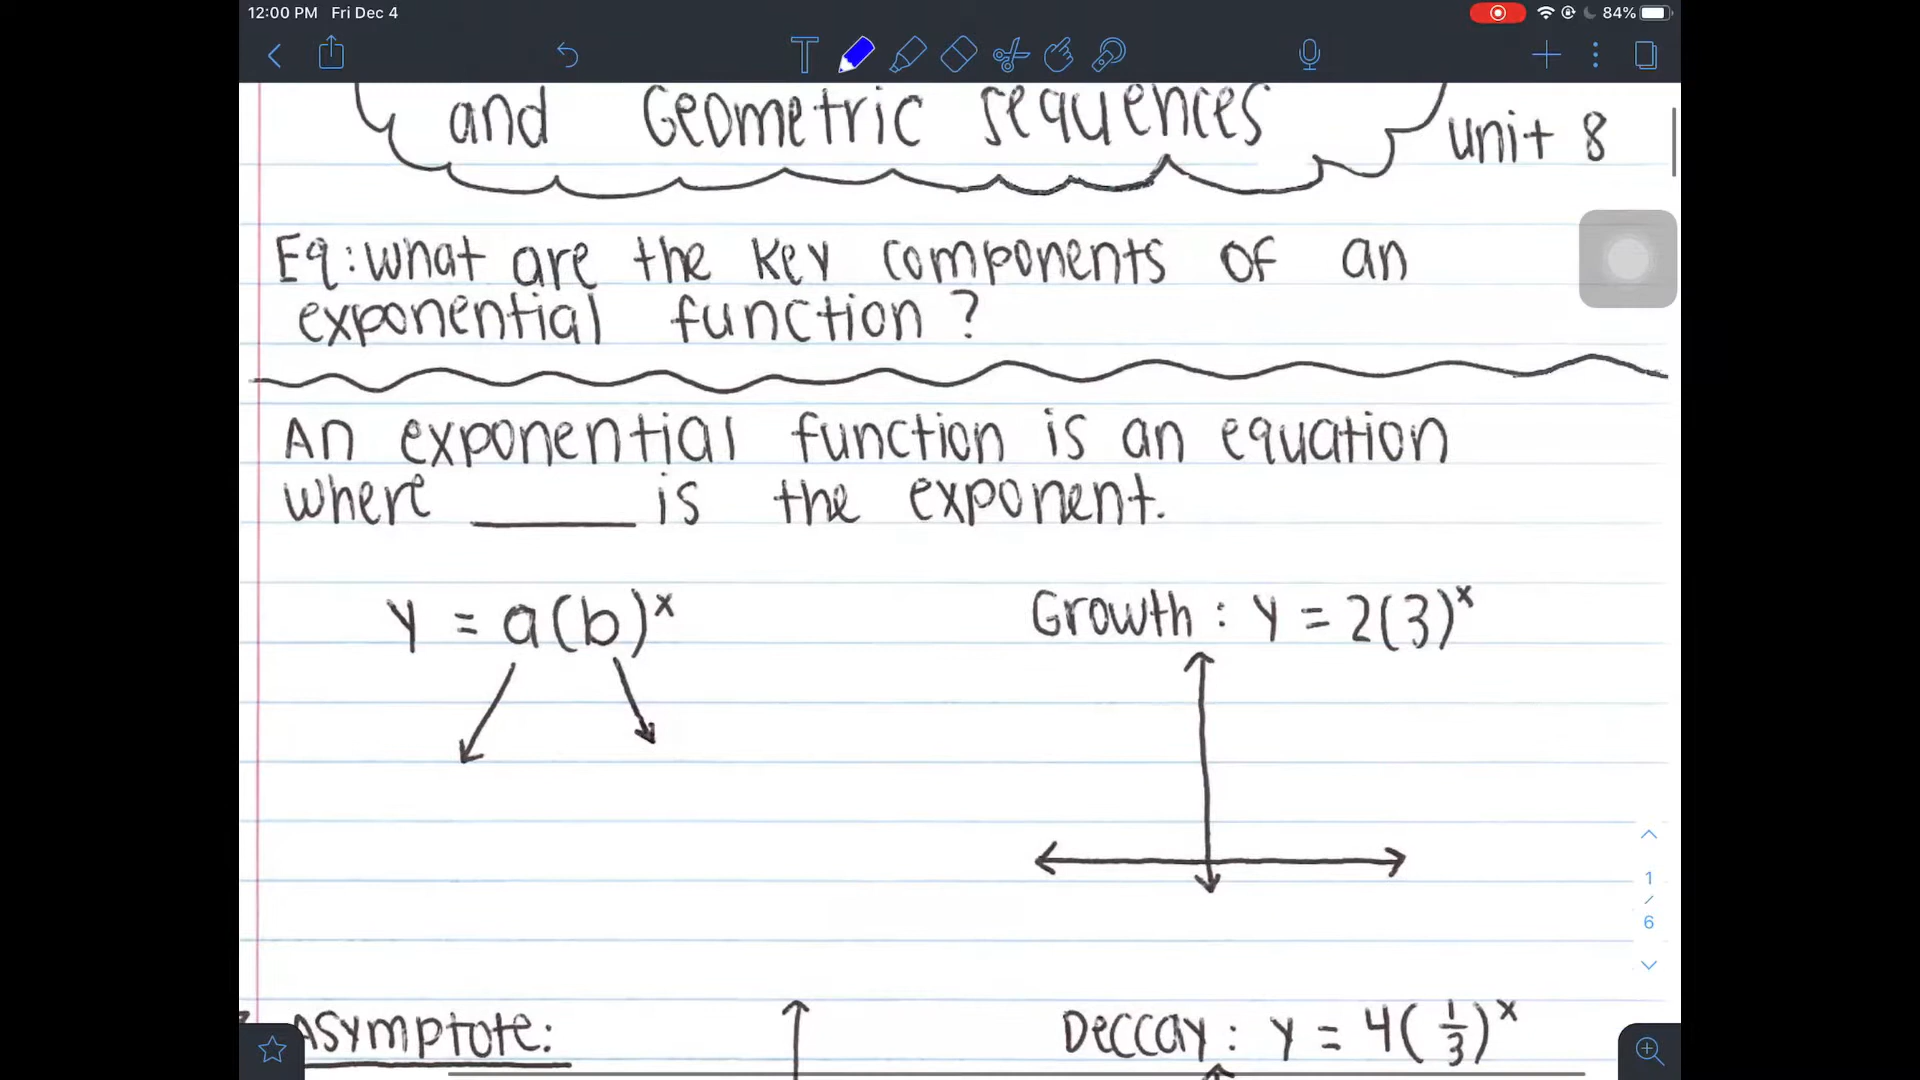 12:00 PM Fri Dec 4
84%
and Geometric sequences
unit 8
Eq: what are the key components of an
exponential function?
An exponential function is an equation
where ______ is the exponent.
y = a(b)^x
Growth: y = 2(3)^x
1
/
6
Asymptote:
Deccay: y = 4(1/3)^x